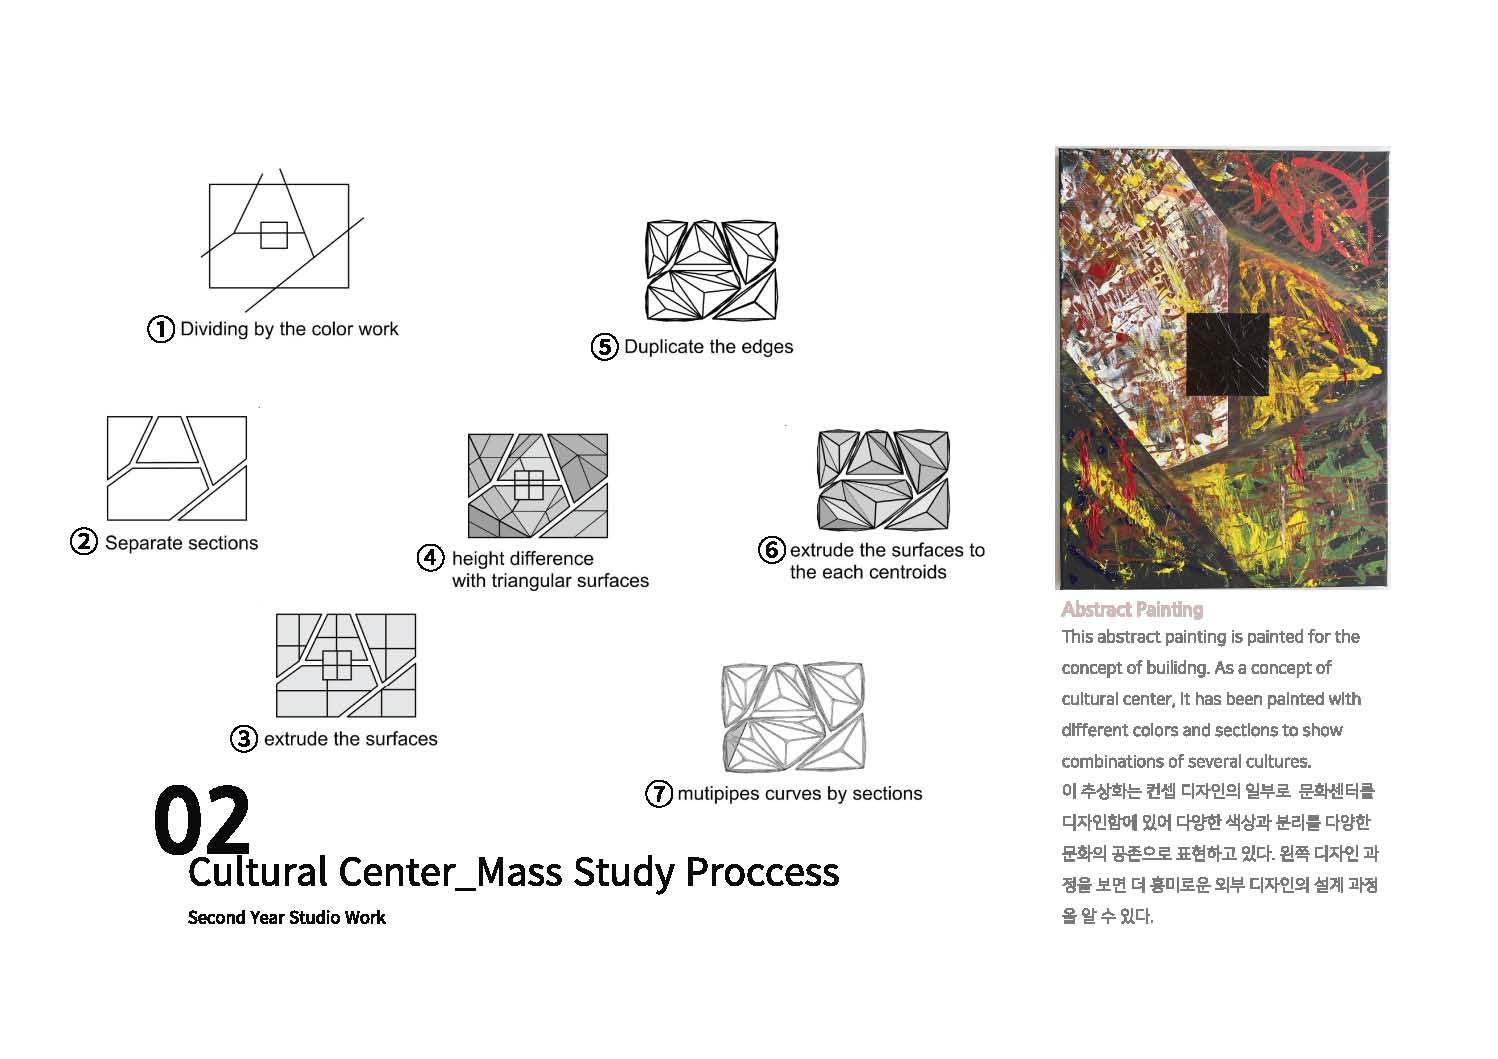 ① Dividing by the color work
② Separate sections
③ extrude the surfaces
④ height difference
with triangular surfaces
⑤ Duplicate the edges
⑥ extrude the surfaces to
the each centroids
⑦ mutipipes curves by sections
02
Cultural Center_Mass Study Proccess
Second Year Studio Work
Abstract Painting
This abstract painting is painted for the
concept of builidng. As a concept of
cultural center, it has been painted with
different colors and sections to show
combinations of several cultures.
이 추상화는 컨셉 디자인의 일부로 문화센터를
디자인함에 있어 다양한 색상과 분리를 다양한
문화의 공존으로 표현하고 있다. 왼쪽 디자인 과
정을 보면 더 흥미로운 외부 디자인의 설계 과정
을 알 수 있다.